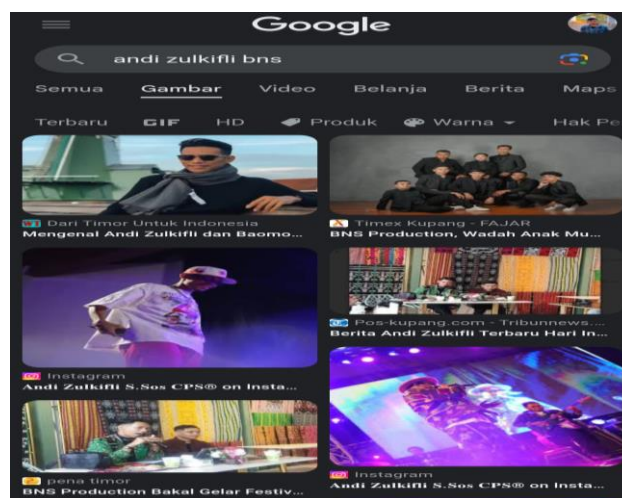 Google
andi zulkifli bns
Semua Gambar Video Belanja Berita Maps
Terbaru GIF HD Produk Warna Hak Pe
Dari Timor Untuk Indonesia
Mengenal Andi Zulkifli dan Baomo...
Timex Kupang - FAJAR
BNS Production, Wadah Anak Mu...
Instagram
Andi Zulkifli S.Sos CPS® on Insta...
Pos-kupang.com - Tribunnews....
Berita Andi Zulkifli Terbaru Hari In...
pena timor
BNS Production Bakal Gelar Festiv...
Instagram
Andi Zulkifli S.Sos CPS® on Insta...